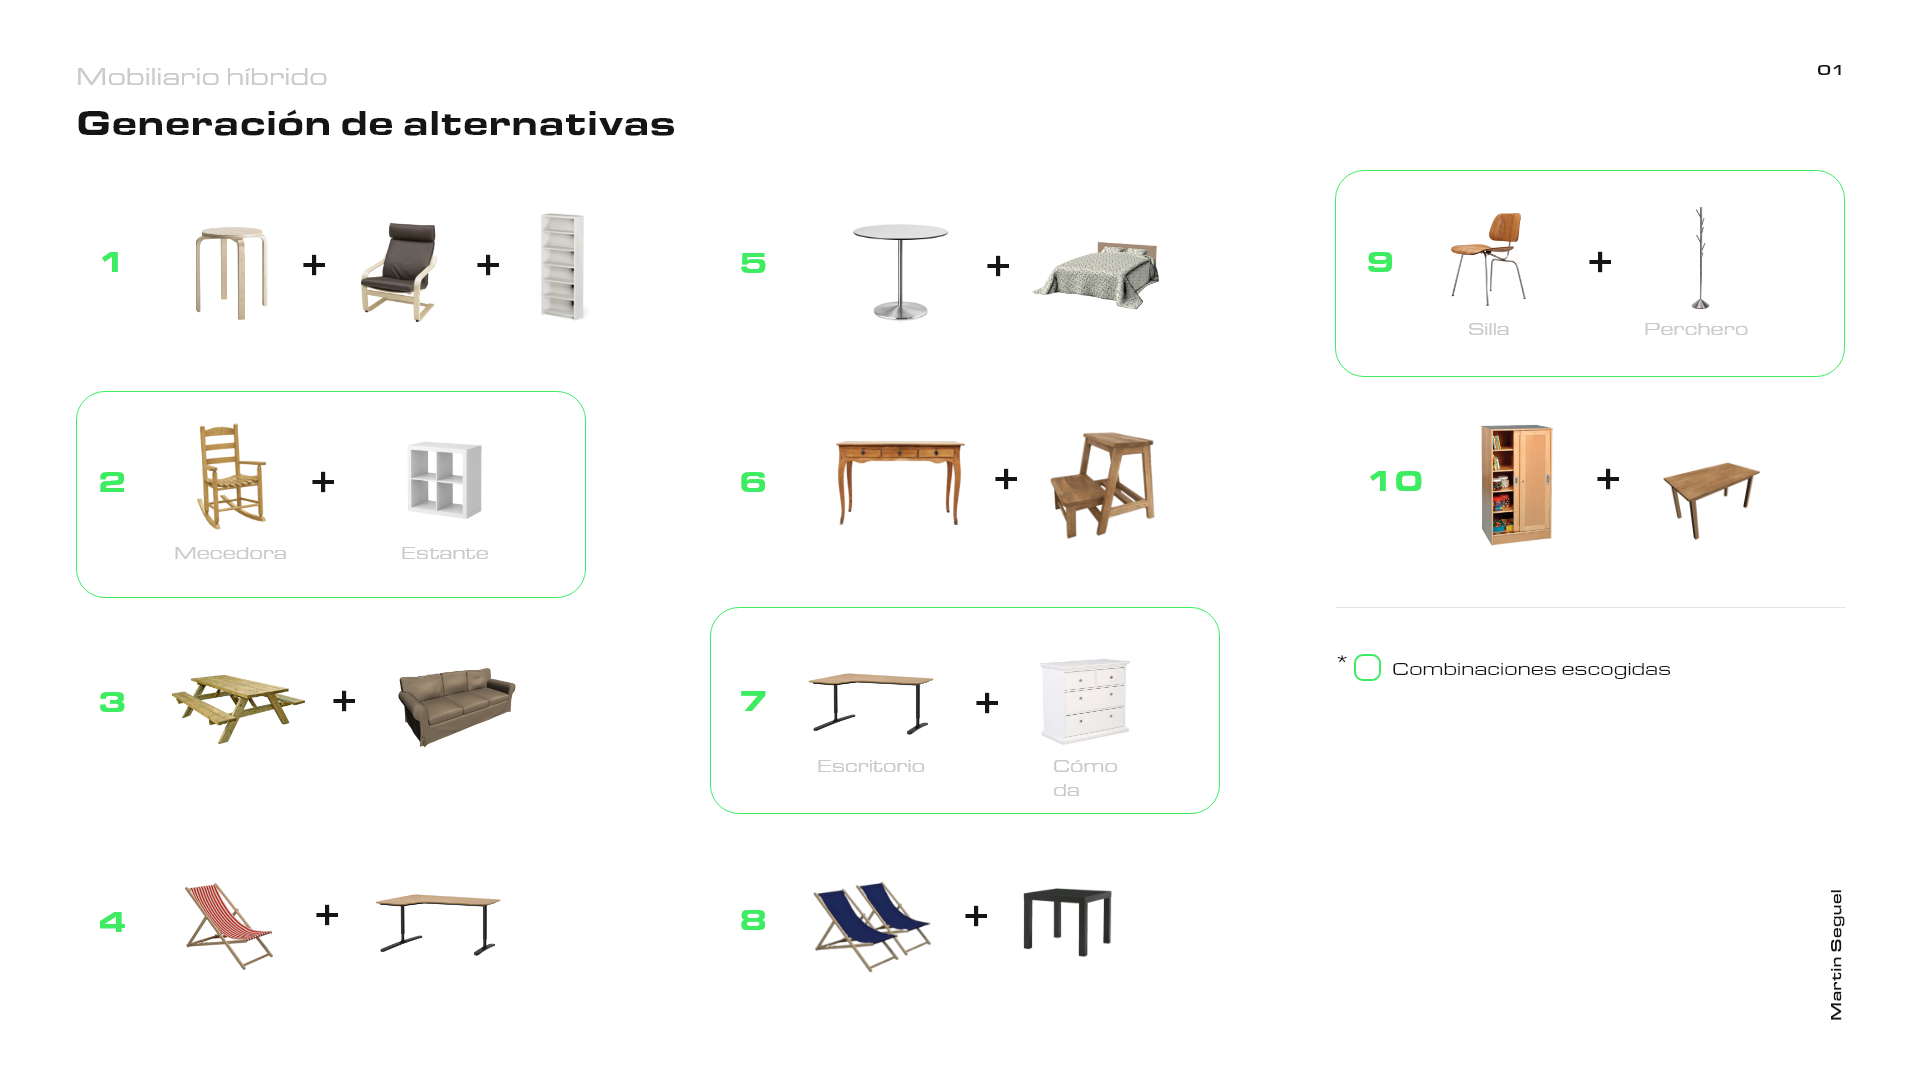 Mobiliario híbrido
01
Generación de alternativas
1
+
+
2
+
Mecedora
Estante
3
+
4
+
5
+
6
+
7
+
Escritorio
Cómo
da
8
+
9
+
Silla
Perchero
10
+
* Combinaciones escogidas
Martin Seguel